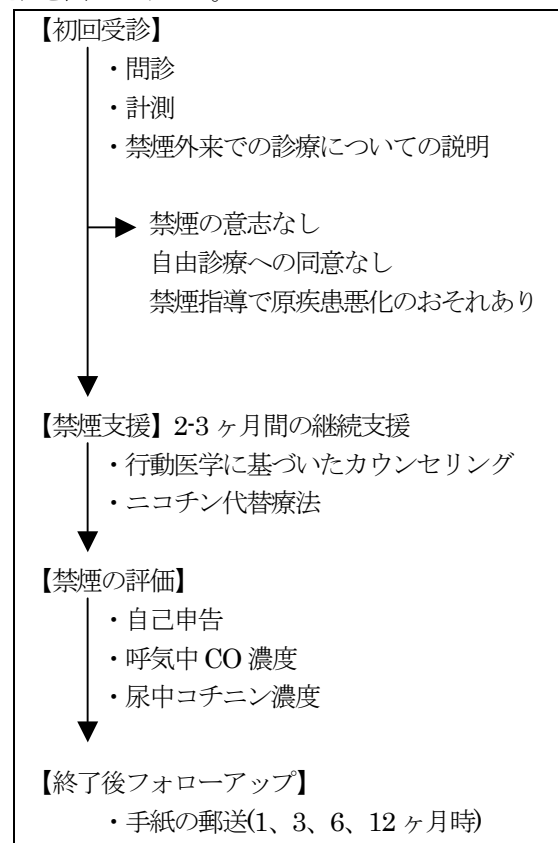 【初回受診】
・問診
・計測
・禁煙外来での診療についての説明
禁煙の意志なし
自由診療への同意なし
禁煙指導で原疾患悪化のおそれあり
【禁煙支援】2-3 ヶ月間の継続支援
・行動医学に基づいたカウンセリング
・ニコチン代替療法
【禁煙の評価】
・自己申告
・呼気中 CO 濃度
・尿中コチニン濃度
【終了後フォローアップ】
・手紙の郵送(1、3、6、12 ヶ月時)